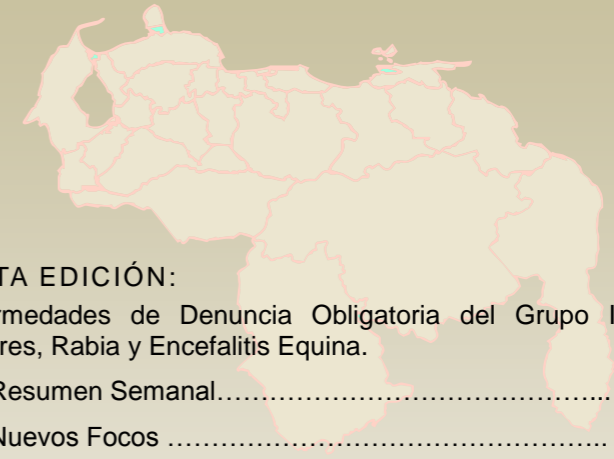 TA EDICIÓN:
rmedades de Denuncia Obligatoria del Grupo I
res, Rabia y Encefalitis Equina.
Resumen Semanal…………………………………………...
Nuevos Focos ………………………………………………..